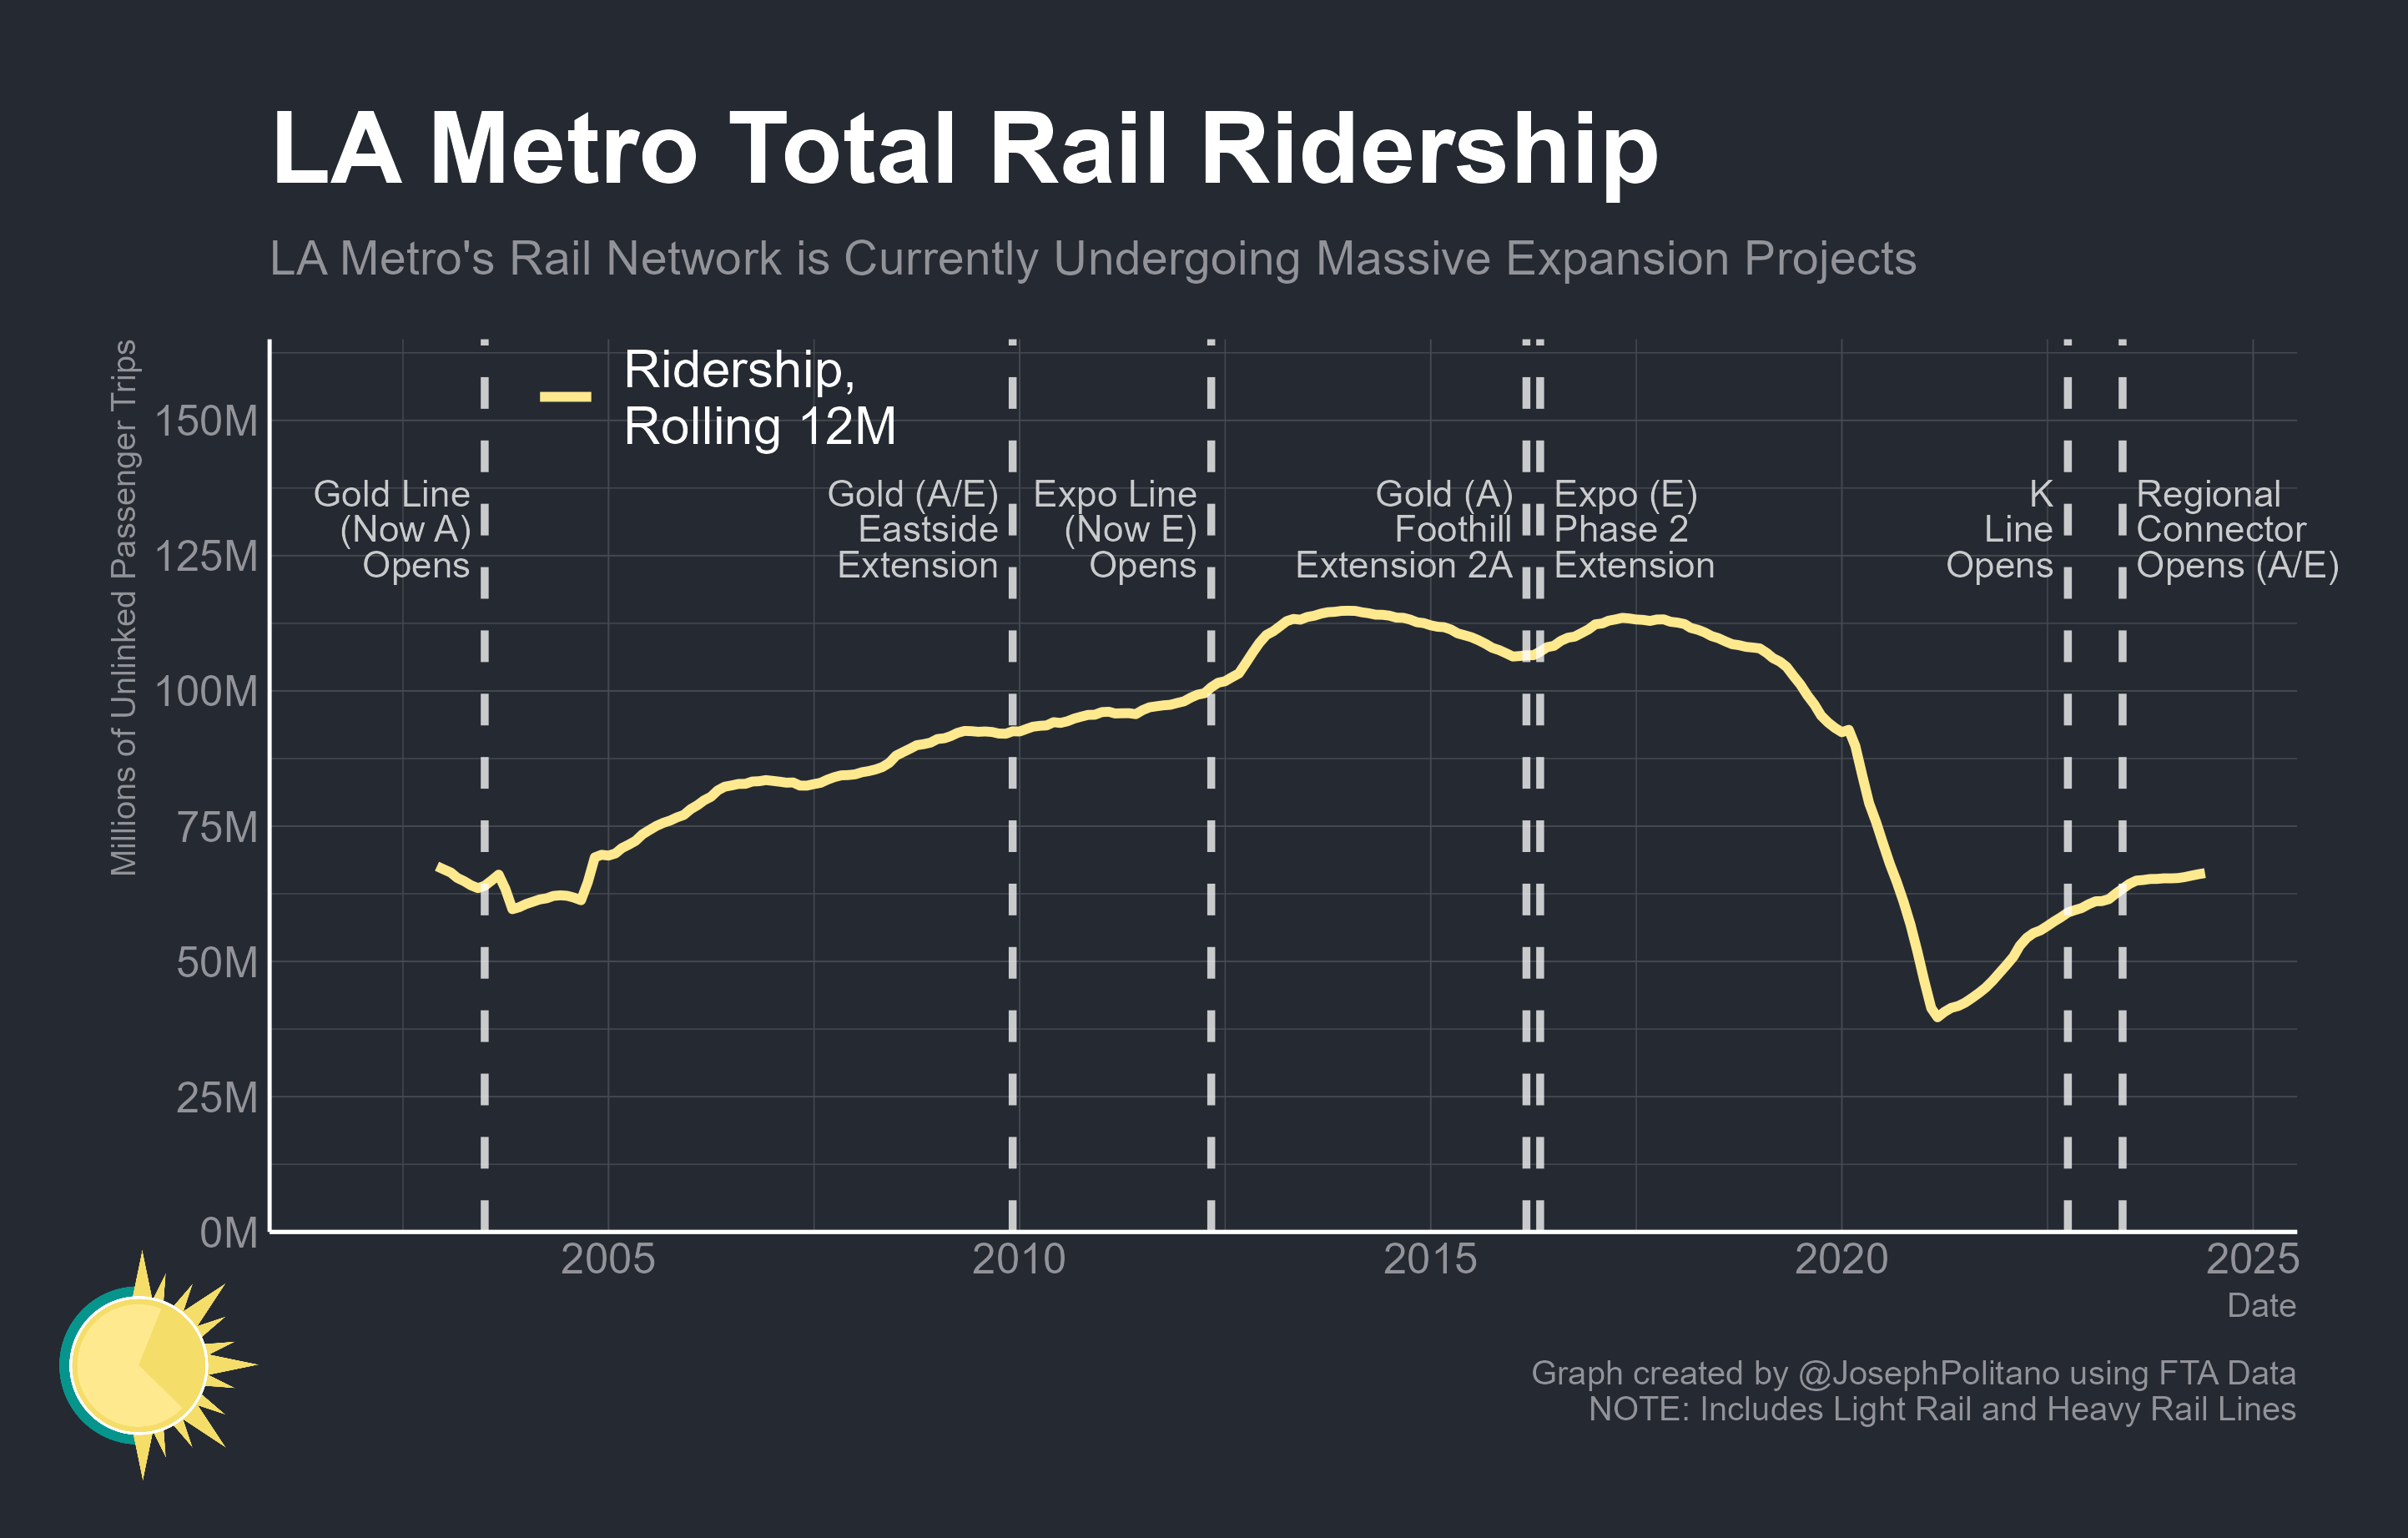 LA Metro Total Rail Ridership
LA Metro's Rail Network is Currently Undergoing Massive Expansion Projects
Millions of Unlinked Passenger Trips
150M
125M
100M
75M
50M
25M
0M
Ridership,
Rolling 12M
Gold Line
(Now A)
Opens
Gold (A/E)
Eastside
Extension
Expo Line
(Now E)
Opens
Gold (A)
Foothill
Extension 2A
Expo (E)
Phase 2
Extension
K
Line
Opens
Regional
Connector
Opens (A/E)
2005
2010
2015
2020
2025
Date
Graph created by @JosephPolitano using FTA Data
NOTE: Includes Light Rail and Heavy Rail Lines